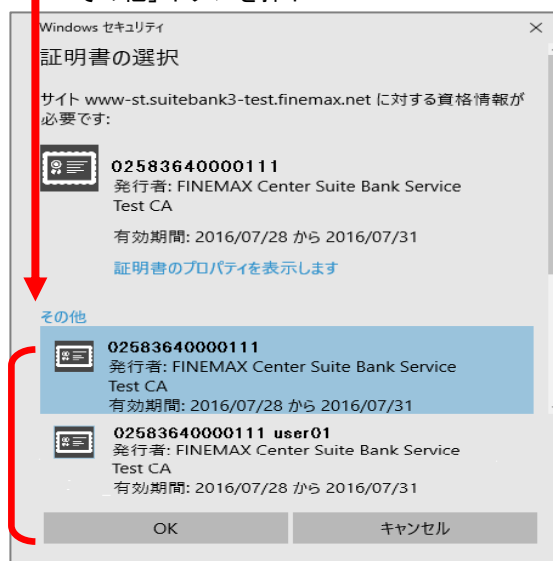 Windows セキュリティ
証明書の選択
サイト www-st.suitebank3-test.finemax.net に対する資格情報が
必要です:
02583640000111
発行者: FINEMAX Center Suite Bank Service
Test CA
有効期間: 2016/07/28 から 2016/07/31
証明書のプロパティを表示します
その他
02583640000111
発行者: FINEMAX Center Suite Bank Service
Test CA
有効期間: 2016/07/28 から 2016/07/31
02583640000111 user01
発行者: FINEMAX Center Suite Bank Service
Test CA
有効期間: 2016/07/28 から 2016/07/31
OK
キャンセル